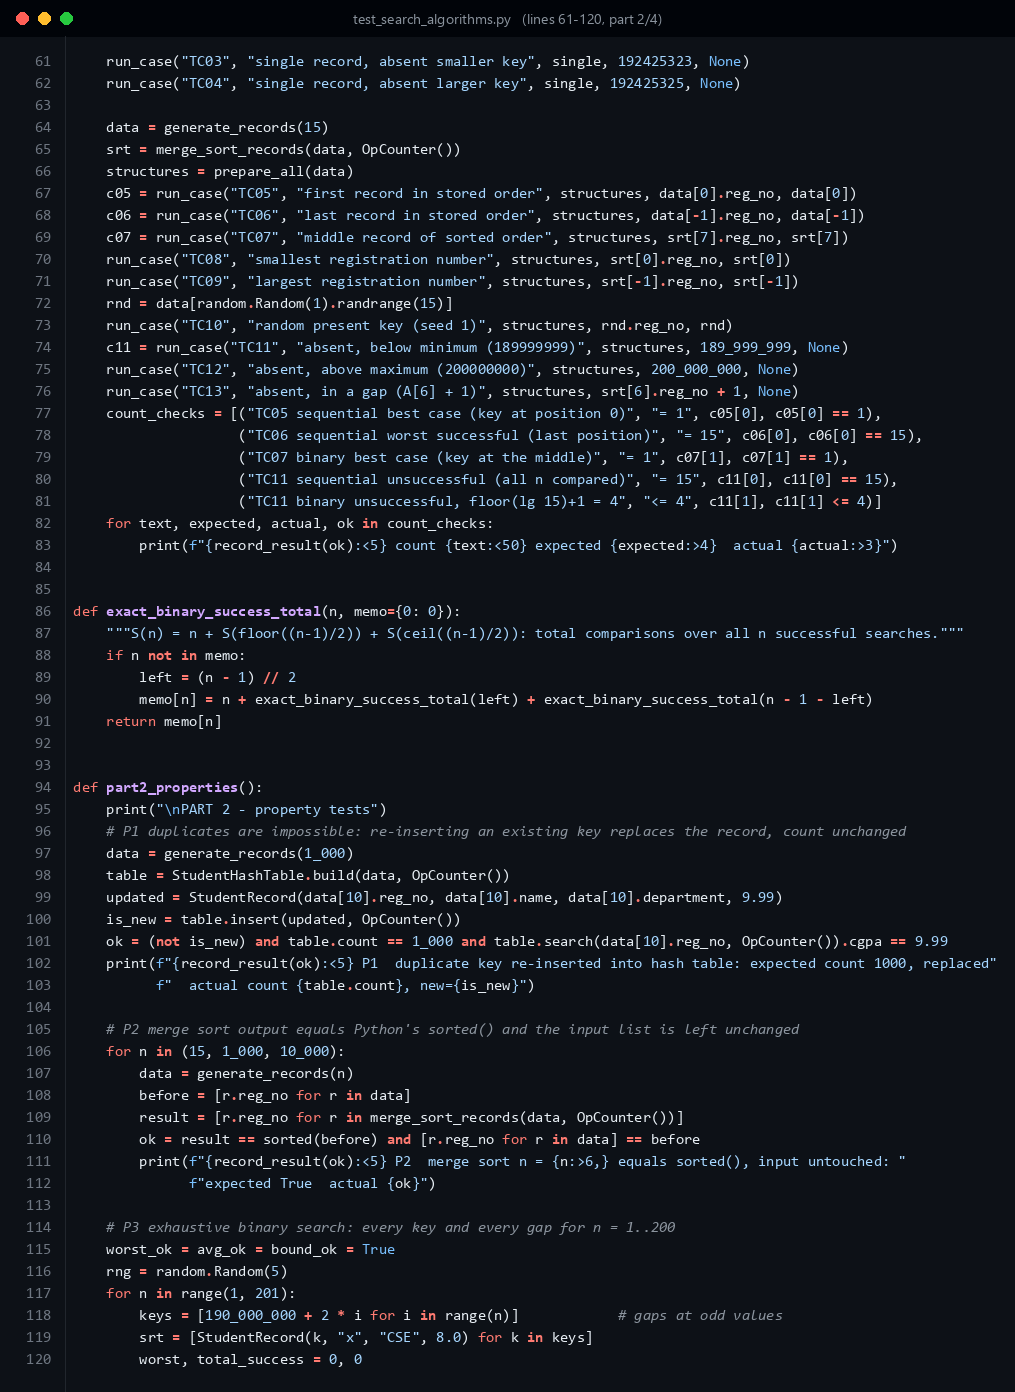 test_search_algorithms.py (lines 61-120, part 2/4)
61     run_case("TC03", "single record, absent smaller key", single, 192425323, None)
62     run_case("TC04", "single record, absent larger key", single, 192425325, None)
63
64     data = generate_records(15)
65     srt = merge_sort_records(data, OpCounter())
66     structures = prepare_all(data)
67     c05 = run_case("TC05", "first record in stored order", structures, data[0].reg_no, data[0])
68     c06 = run_case("TC06", "last record in stored order", structures, data[-1].reg_no, data[-1])
69     c07 = run_case("TC07", "middle record of sorted order", structures, srt[7].reg_no, srt[7])
70     run_case("TC08", "smallest registration number", structures, srt[0].reg_no, srt[0])
71     run_case("TC09", "largest registration number", structures, srt[-1].reg_no, srt[-1])
72     rnd = data[random.Random(1).randrange(15)]
73     run_case("TC10", "random present key (seed 1)", structures, rnd.reg_no, rnd)
74     c11 = run_case("TC11", "absent, below minimum (189999999)", structures, 189_999_999, None)
75     run_case("TC12", "absent, above maximum (200000000)", structures, 200_000_000, None)
76     run_case("TC13", "absent, in a gap (A[6] + 1)", structures, srt[6].reg_no + 1, None)
77     count_checks = [("TC05 sequential best case (key at position 0)", "= 1", c05[0], c05[0] == 1),
78                     ("TC06 sequential worst successful (last position)", "= 15", c06[0], c06[0] == 15),
79                     ("TC07 binary best case (key at the middle)", "= 1", c07[1], c07[1] == 1),
80                     ("TC11 sequential unsuccessful (all n compared)", "= 15", c11[0], c11[0] == 15),
81                     ("TC11 binary unsuccessful, floor(lg 15)+1 = 4", "<= 4", c11[1], c11[1] <= 4)]
82     for text, expected, actual, ok in count_checks:
83         print(f"{record_result(ok):<5} count {text:<50} expected {expected:>4}  actual {actual:>3}")
84
85
86 def exact_binary_success_total(n, memo={0: 0}):
87     """S(n) = n + S(floor((n-1)/2)) + S(ceil((n-1)/2)): total comparisons over all n successful searches."""
88     if n not in memo:
89         left = (n - 1) // 2
90         memo[n] = n + exact_binary_success_total(left) + exact_binary_success_total(n - 1 - left)
91     return memo[n]
92
93
94 def part2_properties():
95     print("\nPART 2 - property tests")
96     # P1 duplicates are impossible: re-inserting an existing key replaces the record, count unchanged
97     data = generate_records(1_000)
98     table = StudentHashTable.build(data, OpCounter())
99     updated = StudentRecord(data[10].reg_no, data[10].name, data[10].department, 9.99)
100     is_new = table.insert(updated, OpCounter())
101     ok = (not is_new) and table.count == 1_000 and table.search(data[10].reg_no, OpCounter()).cgpa == 9.99
102     print(f"{record_result(ok):<5} P1  duplicate key re-inserted into hash table: expected count 1000, replaced"
103           f"  actual count {table.count}, new={is_new}")
104
105     # P2 merge sort output equals Python's sorted() and the input list is left unchanged
106     for n in (15, 1_000, 10_000):
107         data = generate_records(n)
108         before = [r.reg_no for r in data]
109         result = [r.reg_no for r in merge_sort_records(data, OpCounter())]
110         ok = result == sorted(before) and [r.reg_no for r in data] == before
111         print(f"{record_result(ok):<5} P2  merge sort n = {n:>6,} equals sorted(), input untouched: "
112               f"expected True  actual {ok}")
113
114     # P3 exhaustive binary search: every key and every gap for n = 1..200
115     worst_ok = avg_ok = bound_ok = True
116     rng = random.Random(5)
117     for n in range(1, 201):
118         keys = [190_000_000 + 2 * i for i in range(n)]            # gaps at odd values
119         srt = [StudentRecord(k, "x", "CSE", 8.0) for k in keys]
120         worst, total_success = 0, 0